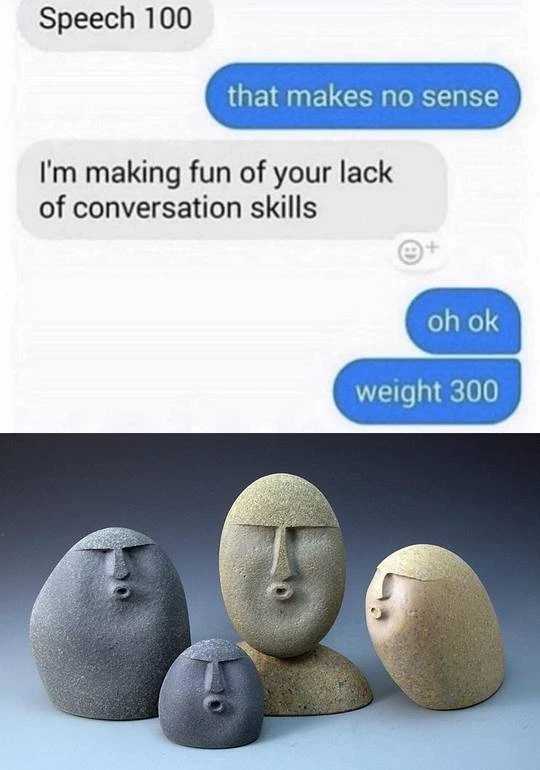 Speech 100
that makes no sense
I'm making fun of your lack
of conversation skills
oh ok
weight 300